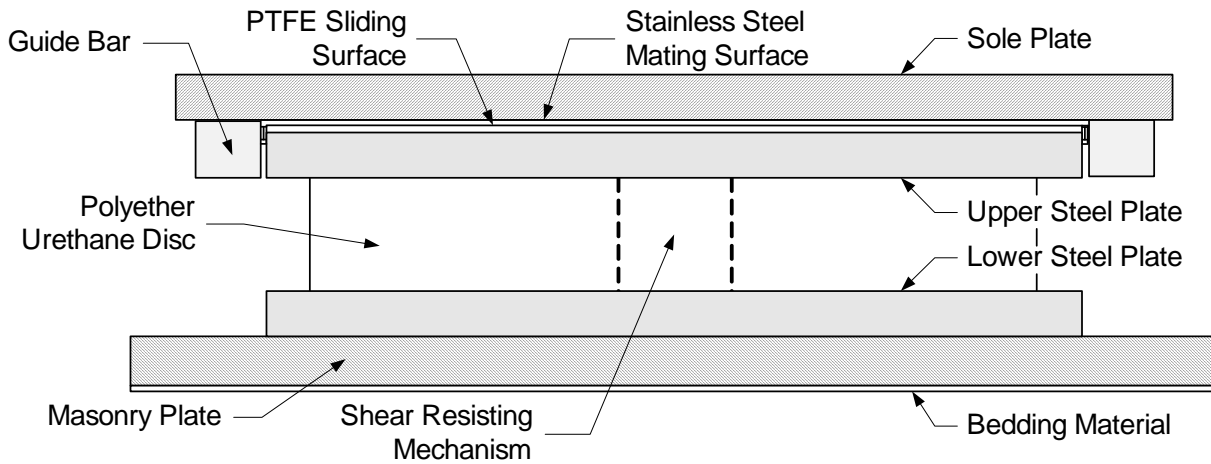 PTFE Sliding
Surface
Stainless Steel
Mating Surface
Guide Bar
Sole Plate
Polyether
Urethane Disc
Upper Steel Plate
Lower Steel Plate
Masonry Plate
Shear Resisting
Mechanism
Bedding Material